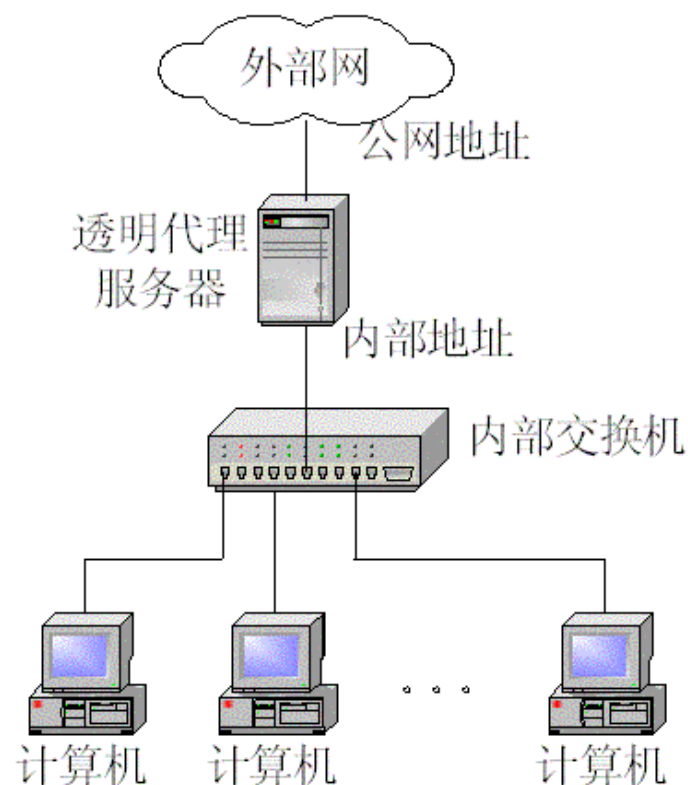 外部网
公网地址
透明代理
服务器
内部地址
内部交换机
计算机
计算机
计算机